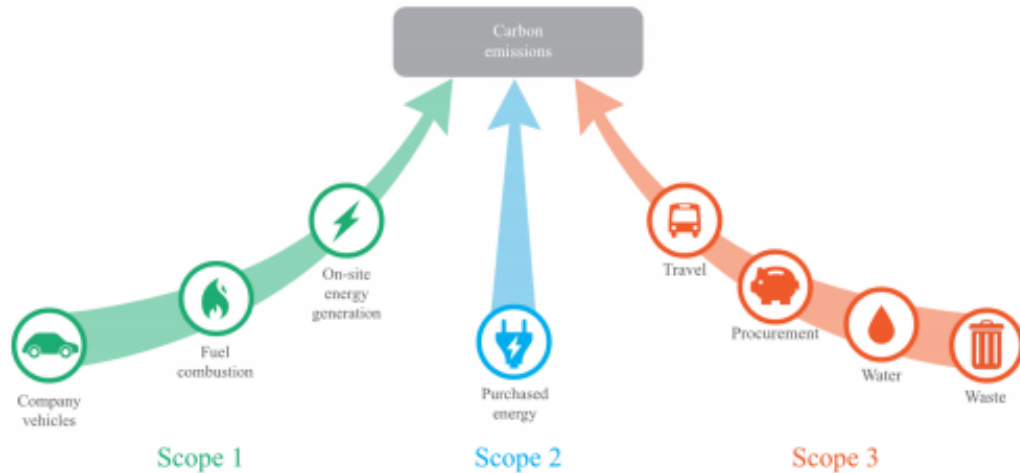 Carbon
emissions
On-site
energy
generation
Travel
Fuel
combustion
Procurement
Company
vehicles
Purchased
energy
Water
Waste
Scope 1
Scope 2
Scope 3